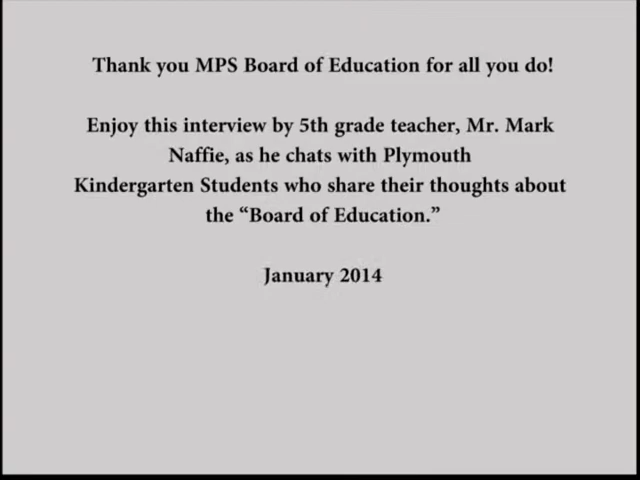 Thank you MPS Board of Education for all you do!
Enjoy this interview by 5th grade teacher, Mr. Mark
Naffie, as he chats with Plymouth
Kindergarten Students who share their thoughts about
the “Board of Education.”
January 2014